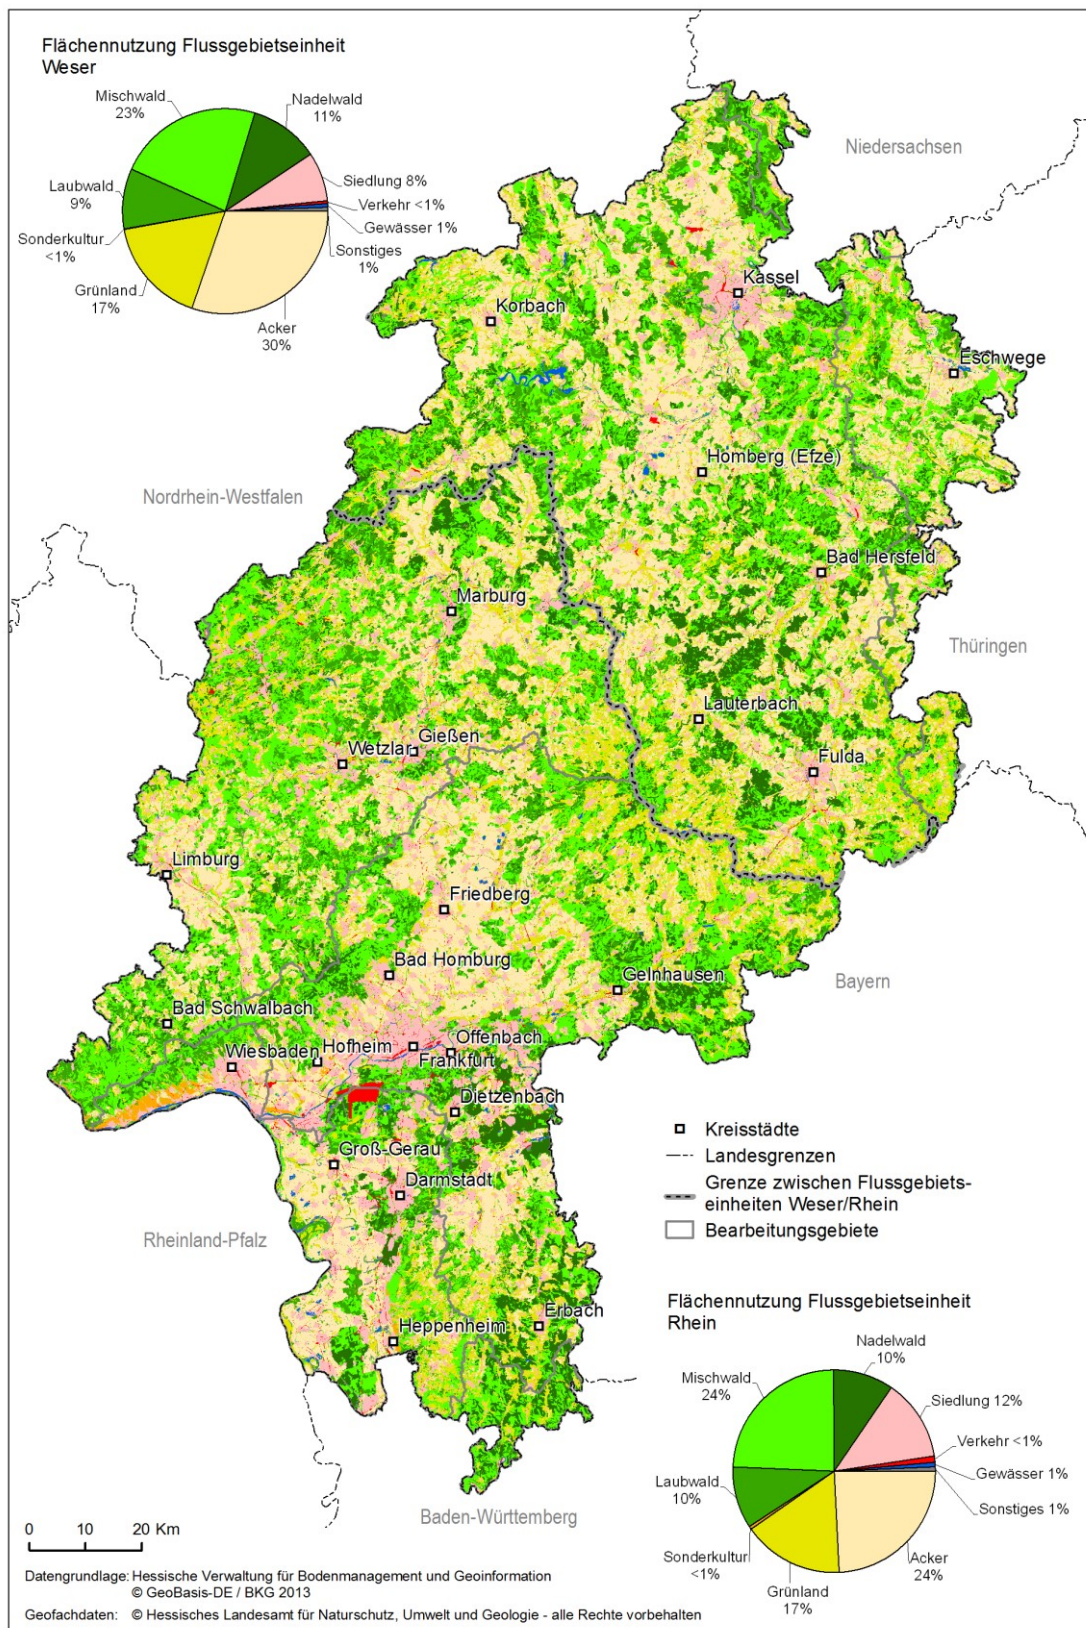 Flächennutzung Flussgebietseinheit
Weser
Mischwald
23%
Nadelwald
11%
Laubwald
9%
Siedlung 8%
Verkehr <1%
Gewässer 1%
Sonstiges
1%
Sonderkultur
<1%
Grünland
17%
Acker
30%
Niedersachsen
Kassel
Korbach
Eschwege
Homberg (Efze)
Nordrhein-Westfalen
Bad Hersfeld
Marburg
Thüringen
Lauterbach
Gießen
Wetzlar
Fulda
Limburg
Friedberg
Bad Homburg
Gelnhausen
Bayern
Bad Schwalbach
Offenbach
Hofheim
Wiesbaden
Frankfurt
Dietzenbach
Groß-Gerau
Darmstadt
Rheinland-Pfalz
Erbach
Heppenheim
Baden-Württemberg
Kreisstädte
Landesgrenzen
Grenze zwischen Flussgebiets-
einheiten Weser/Rhein
Bearbeitungsgebiete
Flächennutzung Flussgebietseinheit
Rhein
Nadelwald
10%
Mischwald
24%
Siedlung 12%
Verkehr <1%
Gewässer 1%
Sonstiges 1%
Laubwald
10%
Sonderkultur
<1%
Grünland
17%
Acker
24%
0 10 20 Km
Datengrundlage: Hessische Verwaltung für Bodenmanagement und Geoinformation
© GeoBasis-DE / BKG 2013
Geofachdaten: © Hessisches Landesamt für Naturschutz, Umwelt und Geologie - alle Rechte vorbehalten